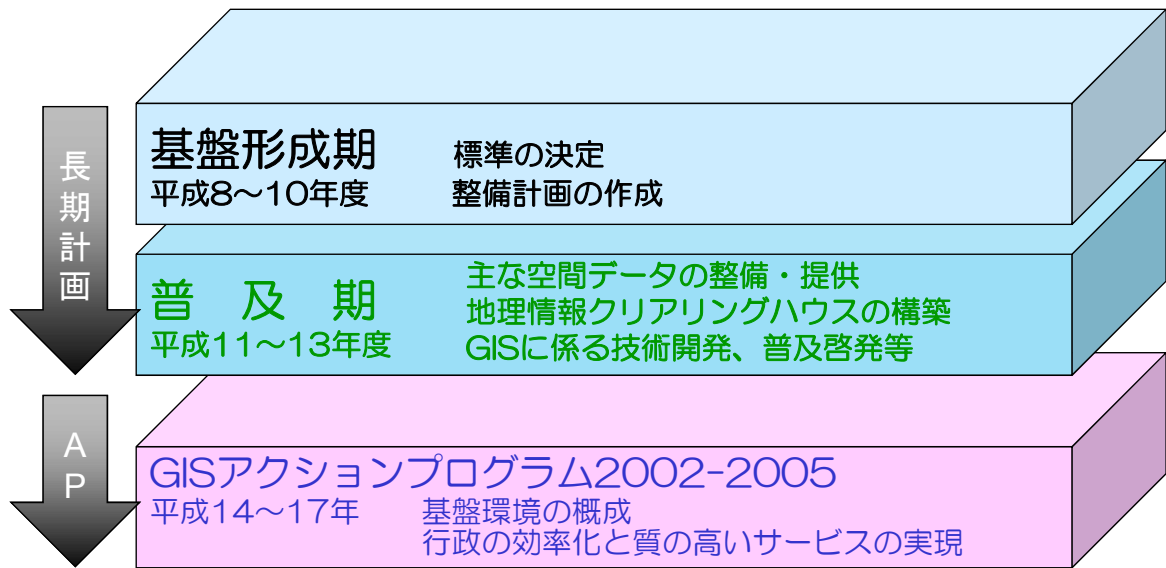 長期計画
基盤形成期
平成8～10年度
標準の決定
整備計画の作成
普及期
平成11～13年度
主な空間データの整備・提供
地理情報クリアリングハウスの構築
GISに係る技術開発、普及啓発等
AP
GISアクションプログラム2002-2005
平成14～17年
基盤環境の概成
行政の効率化と質の高いサービスの実現